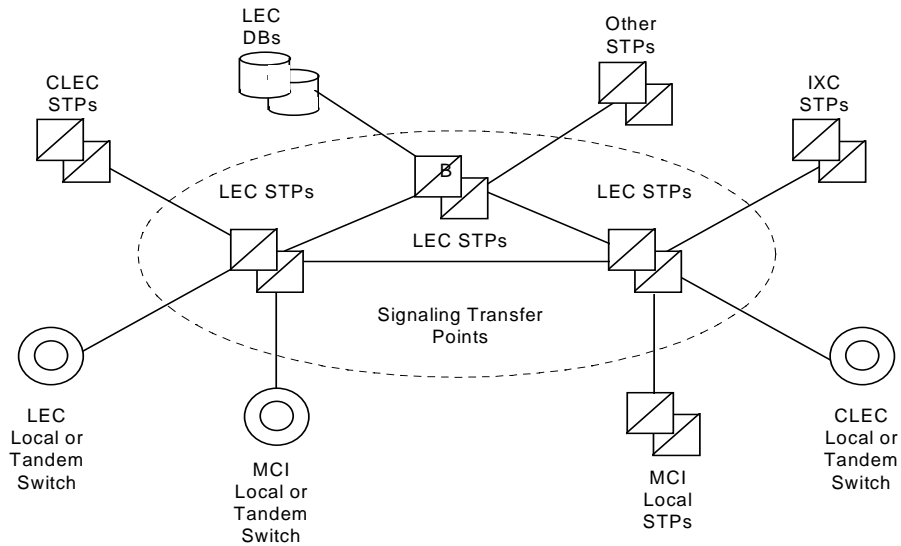 LEC
DBs
Other
STPs
CLEC
STPs
IXC
STPs
B
LEC STPs
LEC STPs
LEC STPs
Signaling Transfer
Points
LEC
Local or
Tandem
Switch
MCI
Local or
Tandem
Switch
MCI
Local
STPs
CLEC
Local or
Tandem
Switch